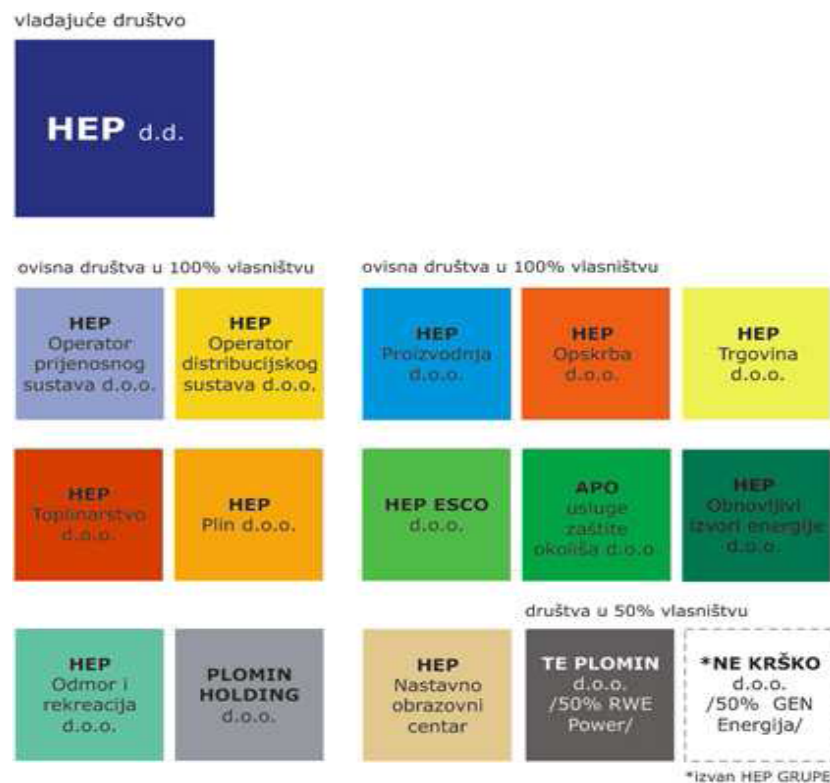 vladajuće društvo
HEP d.d.
ovisna društva u 100% vlasništvu
ovisna društva u 100% vlasništvu
HEP
Operator
prijenosnog
sustava d.o.o.
HEP
Operator
distribucijskog
sustava d.o.o.
HEP
Proizvodnja
d.o.o.
HEP
Opskrba
d.o.o.
HEP
Trgovina
d.o.o.
HEP
Toplinarstvo
d.o.o.
HEP
Plin d.o.o.
HEP ESCO
d.o.o.
APO
usluge
zaštite
okoliša d.o.o
HEP
Obnovljivi
izvori energije
d.o.o.
društva u 50% vlasništvu
HEP
Odmor i
rekreacija
d.o.o.
PLOMIN
HOLDING
d.o.o.
HEP
Nastavno
obrazovni
centar
TE PLOMIN
d.o.o.
/50% RWE
Power/
*NE KRŠKO
d.o.o.
/50% GEN
Energija/
*izvan HEP GRUPE